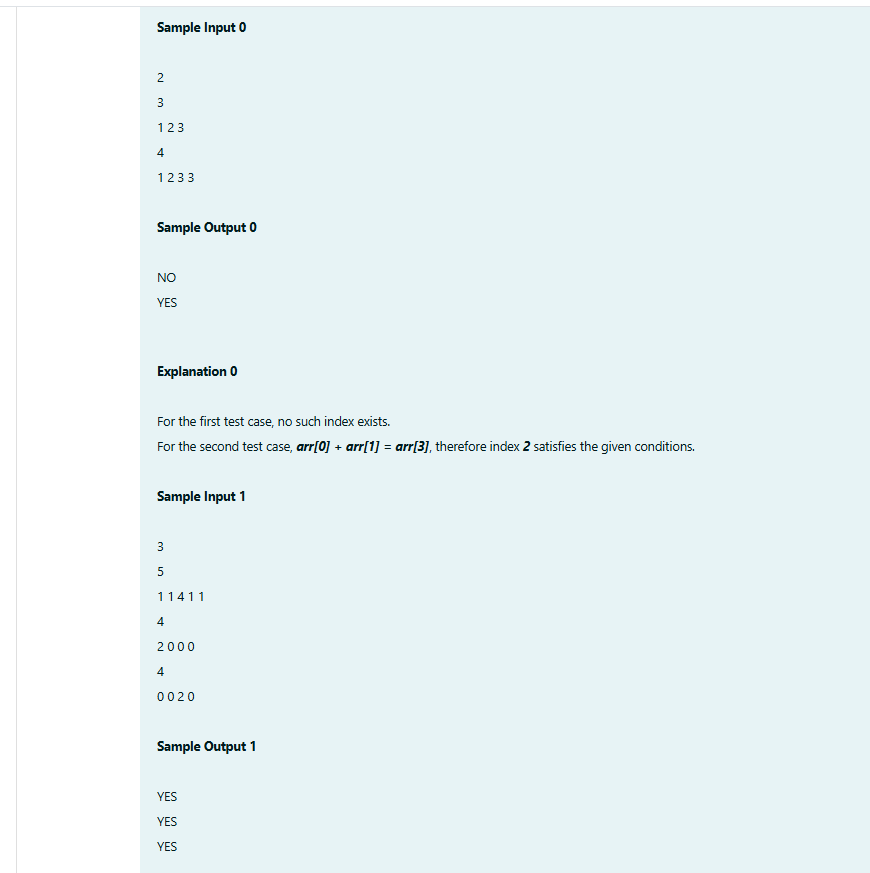 Sample Input 0
2
3
1 2 3
4
1 2 3 3
Sample Output 0
NO
YES
Explanation 0
For the first test case, no such index exists.
For the second test case, arr[0] + arr[1] = arr[3], therefore index 2 satisfies the given conditions.
Sample Input 1
3
5
1 1 4 1 1
4
2 0 0 0
4
0 0 2 0
Sample Output 1
YES
YES
YES